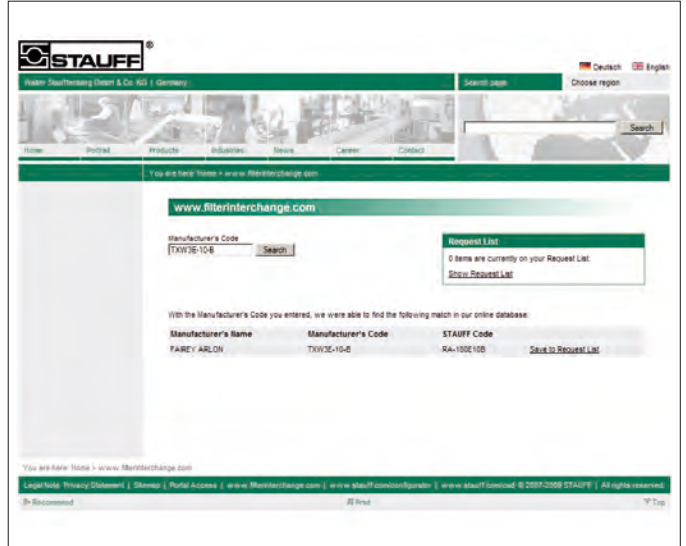 STAUFF®
Deutsch English
Walter Stauffenberg GmbH & Co. KG | Germany Search page Choose region
Search
Home Portrait Products Industries News Career Contact
You are here: Home > www.filterinterchange.com
www.filterinterchange.com
Manufacturer's Code
TXW3E-10-B Search
Request List
0 items are currently on your Request List.
Show Request List
With the Manufacturer's Code you entered, we were able to find the following match in our online database:
Manufacturer's Name Manufacturer's Code STAUFF Code
FAIREY ARLON TXW3E-10-B RA-180E10B Save to Request List
You are here: Home > www.filterinterchange.com
Legal Note Privacy Statement | Sitemap | Portal Access | www.filterinterchange.com | www.stauff.com/configurator | www.stauff.com/cad © 2007-2009 STAUFF | All rights reserved.
Recommend Print Top